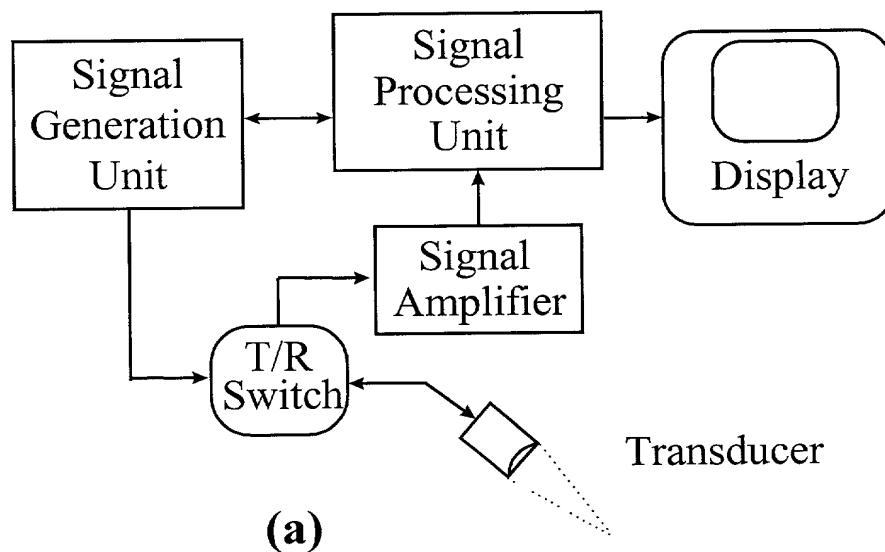 Signal
Generation
Unit
Signal
Processing
Unit
Display
Signal
Amplifier
T/R
Switch
Transducer
(a)